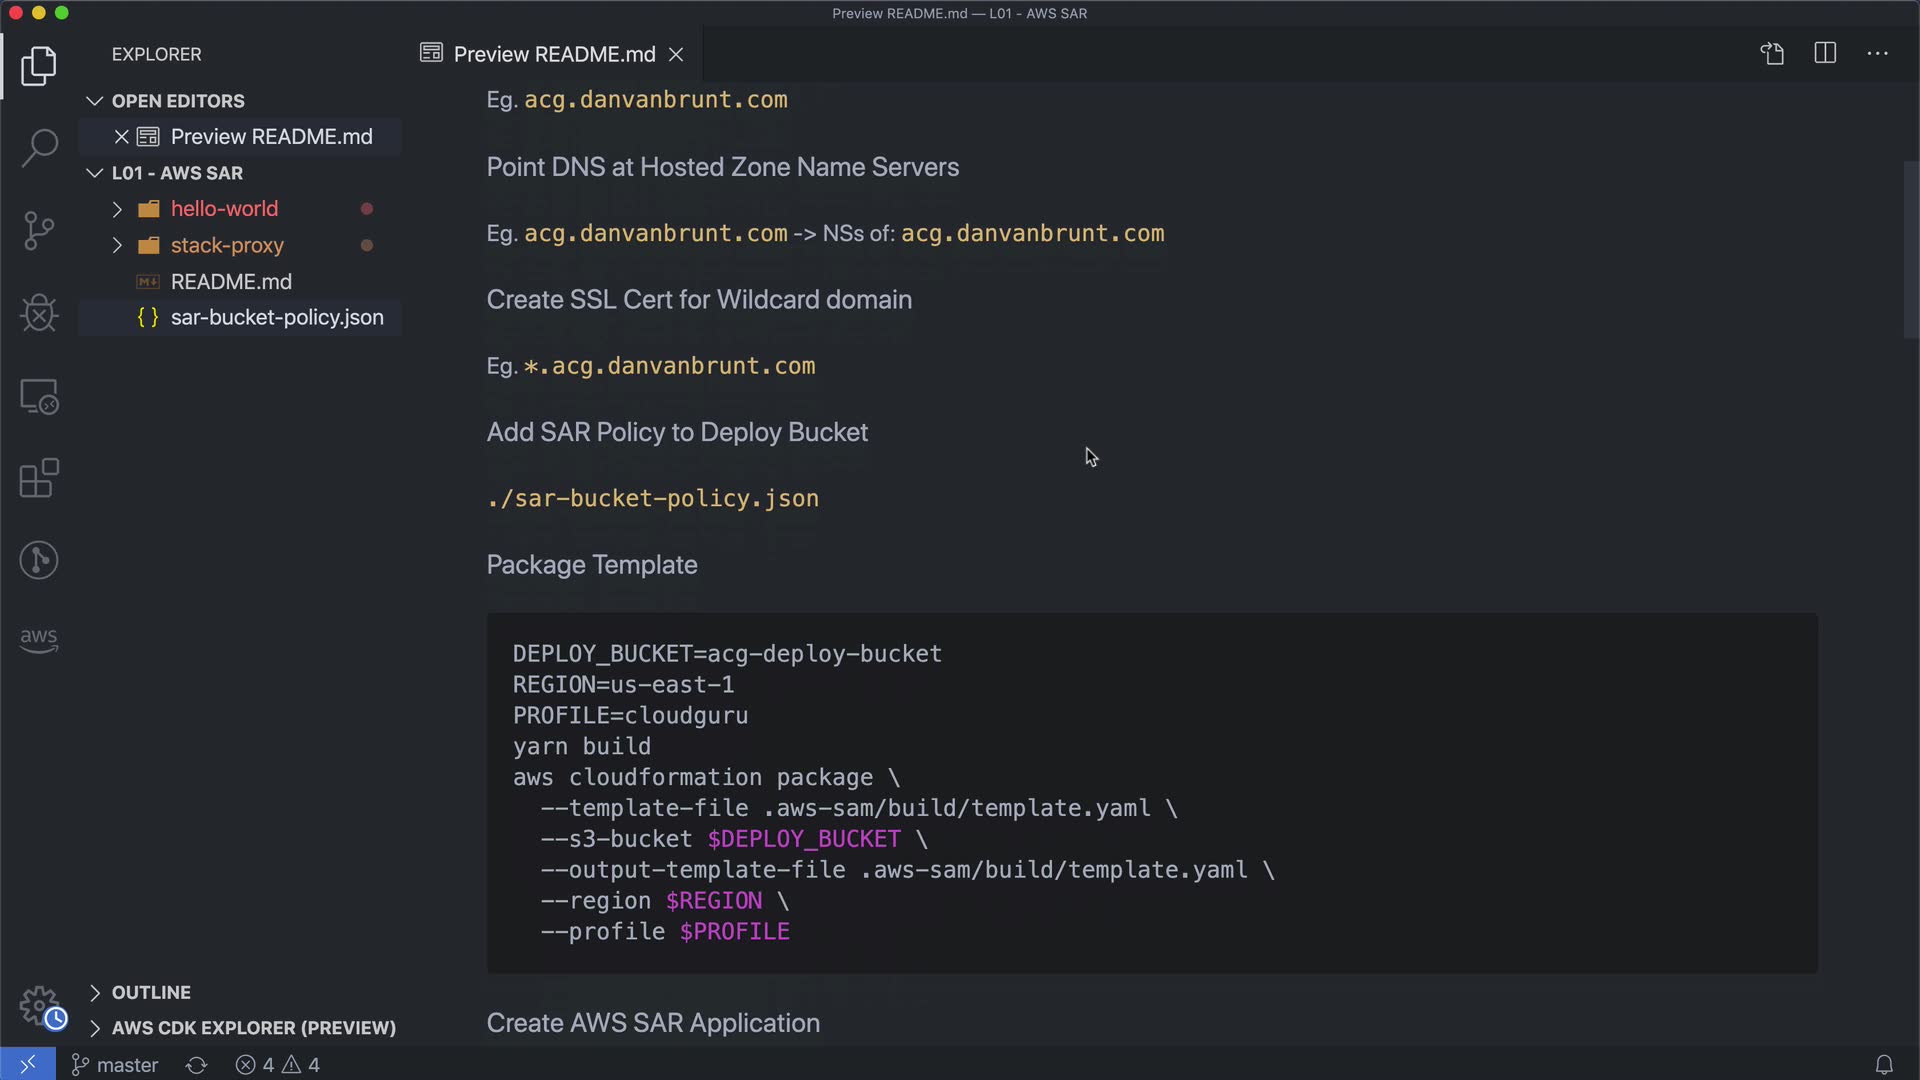 Preview README.md — L01 - AWS SAR
EXPLORER
Preview README.md
OPEN EDITORS
Preview README.md
L01 - AWS SAR
hello-world
stack-proxy
M↓ README.md
{ } sar-bucket-policy.json
aws
OUTLINE
AWS CDK EXPLORER (PREVIEW)
Eg. acg.danvanbrunt.com
Point DNS at Hosted Zone Name Servers
Eg. acg.danvanbrunt.com -> NSs of: acg.danvanbrunt.com
Create SSL Cert for Wildcard domain
Eg. *.acg.danvanbrunt.com
Add SAR Policy to Deploy Bucket
./sar-bucket-policy.json
Package Template
DEPLOY_BUCKET=acg-deploy-bucket
REGION=us-east-1
PROFILE=cloudguru
yarn build
aws cloudformation package \
--template-file .aws-sam/build/template.yaml \
--s3-bucket $DEPLOY_BUCKET \
--output-template-file .aws-sam/build/template.yaml \
--region $REGION \
--profile $PROFILE
Create AWS SAR Application
master 4 4